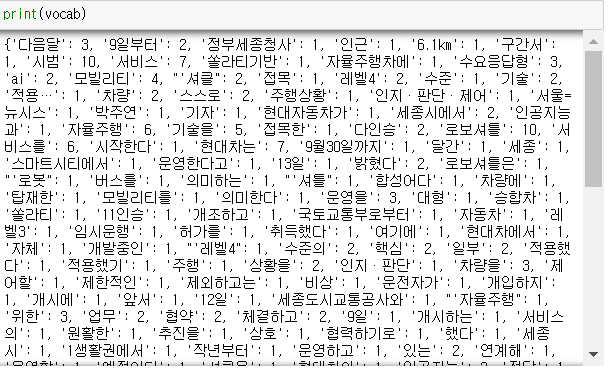 print(vocab)
{'다음달': 3, '9일부터': 2, '정부세종청사': 1, '인근': 1, '6.1km': 1, '구간서':
1, '시범': 10, '서비스': 7, '쏠라티기반': 1, '자율주행차에': 1, '수요응답형': 3,
'ai': 2, '모빌리티': 4, "'셔클": 2, '접목': 1, '레벨4': 2, '수준': 1, '기술': 2,
'적용…': 1, '차량': 2, '스스로': 2, '주행상황': 1, '인지·판단·제어': 1, '서울=
뉴시스': 1, '박주연': 1, '기자': 1, '현대자동차가': 1, '세종시에서': 2, '인공지능
과': 1, '자율주행': 6, '기술을': 5, '접목한': 1, '다인승': 2, '로보셔틀': 10, '서
비스를': 6, '시작한다': 1, '현대차는': 7, '9월30일까지': 1, '달간': 1, '세종': 1,
'스마트시티에서': 1, '운영한다고': 1, '13일': 1, '밝혔다': 2, '로보셔틀은': 1,
"'로봇": 1, '버스를': 1, '의미하는': 1, "'셔틀": 1, '합성어다': 1, '차량에': 1,
'탑재한': 1, '모빌리티를': 1, '의미한다': 1, '운영을': 3, '대형': 1, '승합차': 1,
'쏠라티': 1, '11인승': 1, '개조하고': 1, '국토교통부로부터': 1, '자동차': 1, '레
벨3': 1, '임시운행': 1, '허가를': 1, '취득했다': 1, '여기에': 1, '현대차에서': 1,
'자체': 1, '개발중인': 1, "'레벨4": 1, '수준의': 2, '핵심': 2, '일부': 2, '적용했
다': 1, '적용했기': 1, '주행': 1, '상황을': 2, '인지·판단': 1, '차량을': 3, '제
어할': 1, '제한적인': 1, '제외하고는': 1, '비상': 1, '운전자가': 1, '개입하지':
1, '개시에': 1, '앞서': 1, '12일': 1, '세종도시교통공사와': 1, "'자율주행": 1,
'위한': 3, '업무': 2, '협약': 2, '체결하고': 2, '9일': 1, '개시하는': 1, '서비스
의': 1, '원활한': 1, '추진을': 1, '상호': 1, '협력하기로': 1, '했다': 1, '세종
시': 1, '1생활권에서': 1, '작년부터': 1, '운영하고': 1, '있는': 2, '연계해': 1,